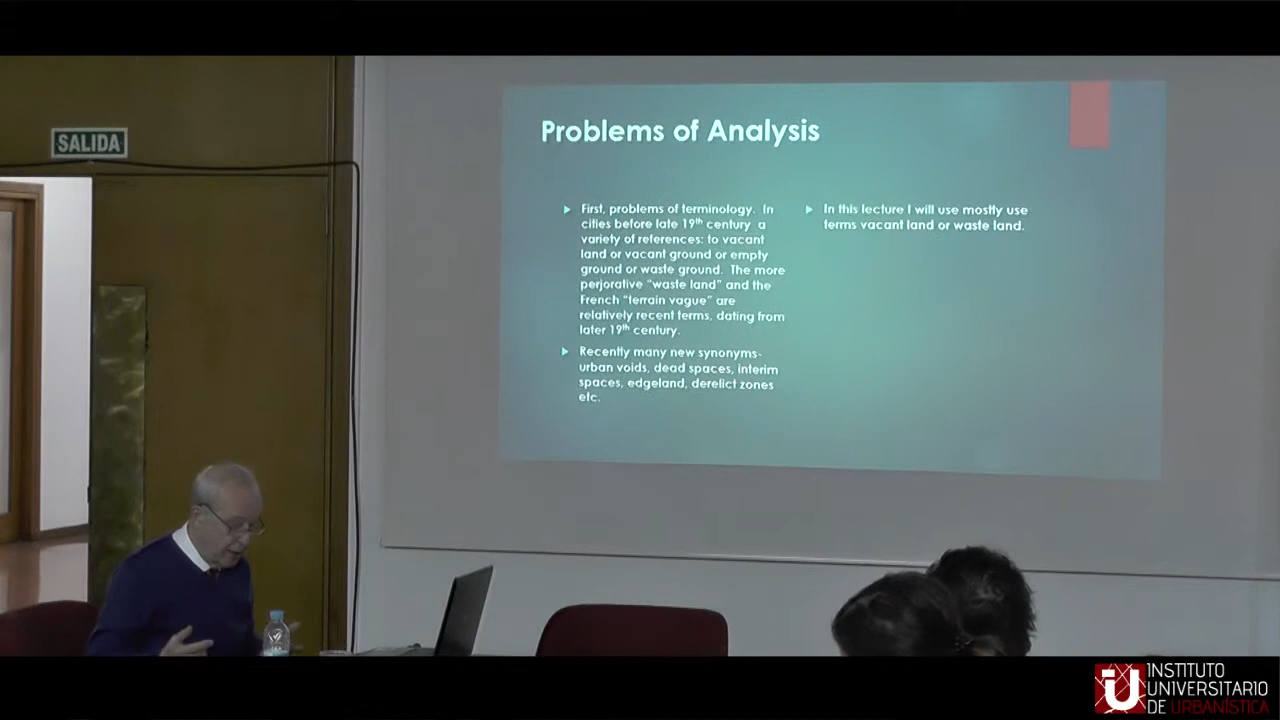 SALIDA
Problems of Analysis
First, problems of terminology. In
cities before late 19th century a
variety of references: to vacant
land or vacant ground or empty
ground or waste ground. The more
perjorative “waste land” and the
French “terrain vague” are
relatively recent terms, dating from
later 19th century.
Recently many new synonyms-
urban voids, dead spaces, interim
spaces, edgeland, derelict zones
etc.
In this lecture I will use mostly use
terms vacant land or waste land.
iU
INSTITUTO
UNIVERSITARIO
DE URBANÍSTICA